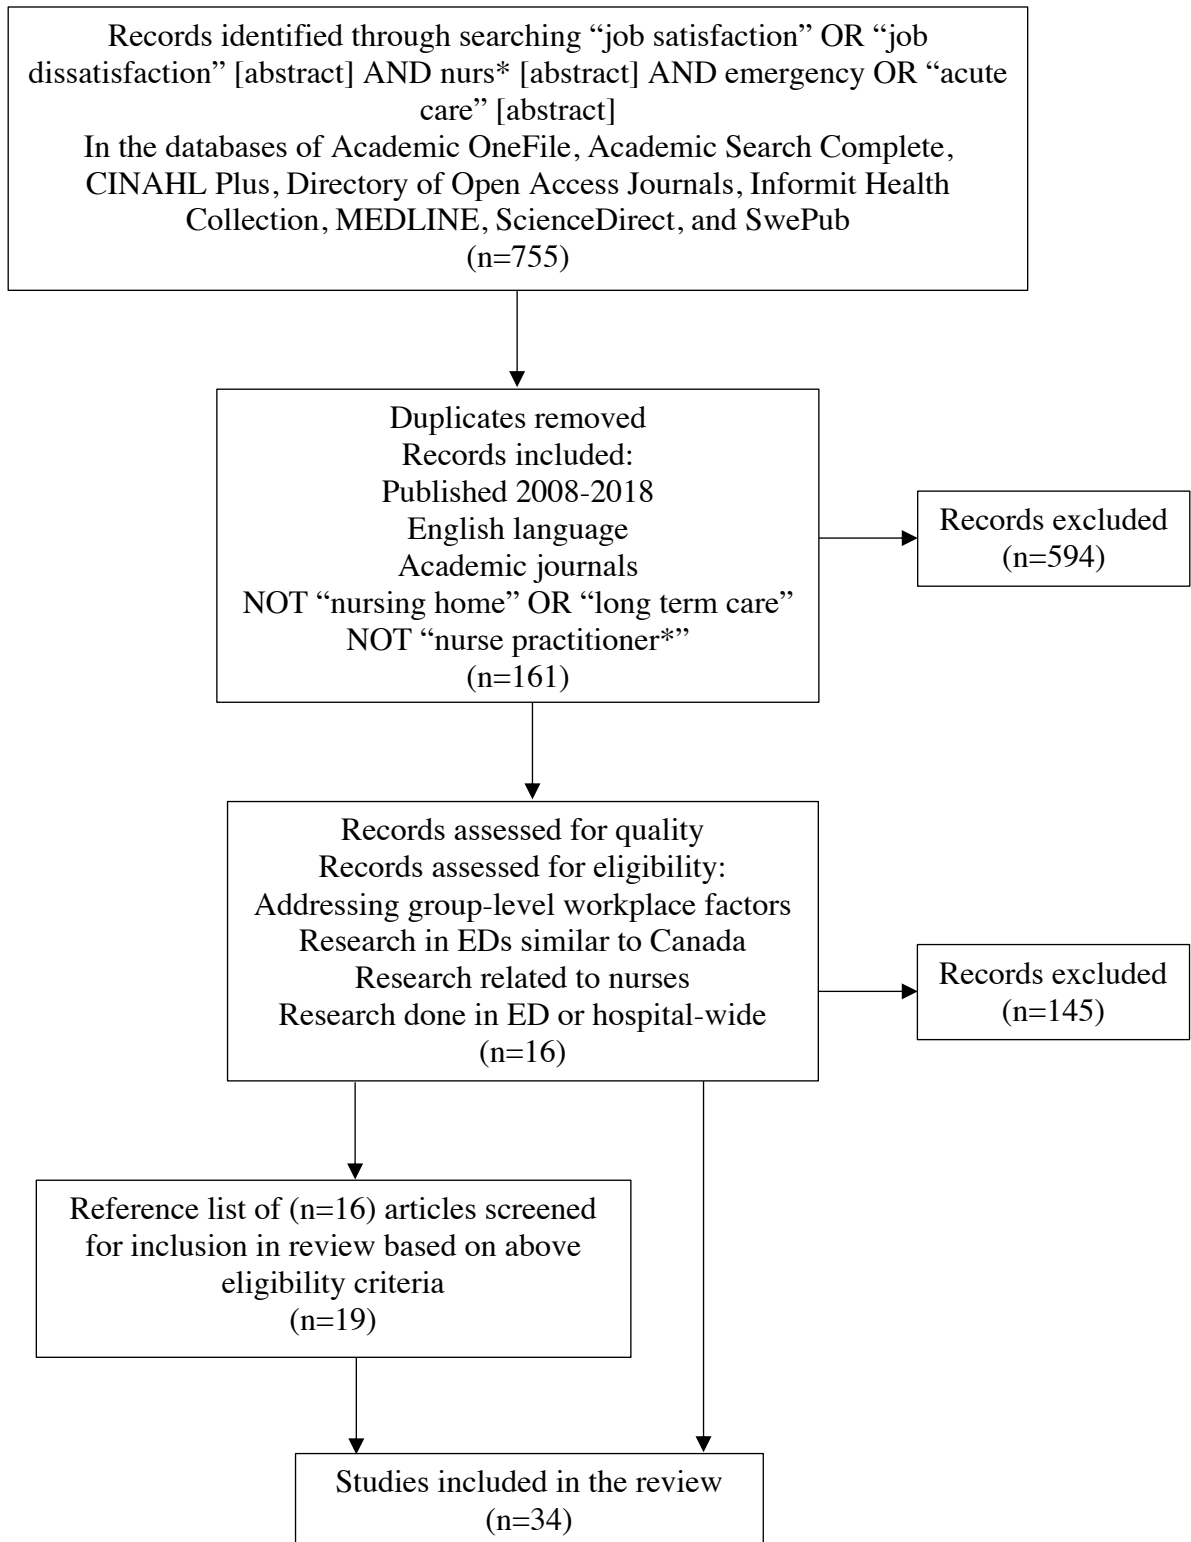 Records identified through searching “job satisfaction” OR “job
dissatisfaction” [abstract] AND nurs* [abstract] AND emergency OR “acute
care” [abstract]
In the databases of Academic OneFile, Academic Search Complete,
CINAHL Plus, Directory of Open Access Journals, Informit Health
Collection, MEDLINE, ScienceDirect, and SwePub
(n=755)
Duplicates removed
Records included:
Published 2008-2018
English language
Academic journals
NOT “nursing home” OR “long term care”
NOT “nurse practitioner*”
(n=161)
Records excluded
(n=594)
Records assessed for quality
Records assessed for eligibility:
Addressing group-level workplace factors
Research in EDs similar to Canada
Research related to nurses
Research done in ED or hospital-wide
(n=16)
Records excluded
(n=145)
Reference list of (n=16) articles screened
for inclusion in review based on above
eligibility criteria
(n=19)
Studies included in the review
(n=34)